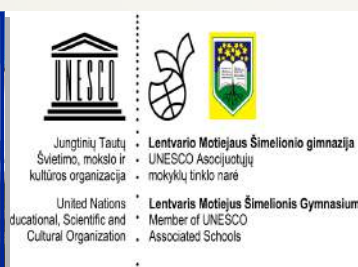 UNESCO
Jungtinių Tautų
Švietimo, mokslo ir
kultūros organizacija
Lentvario Motiejaus Šimelionio gimnazija
UNESCO Asocijuotųjų
mokyklų tinklo narė
United Nations
ducational, Scientific and
Cultural Organization
Lentvaris Motiejus Šimelionis Gymnasium
Member of UNESCO
Associated Schools